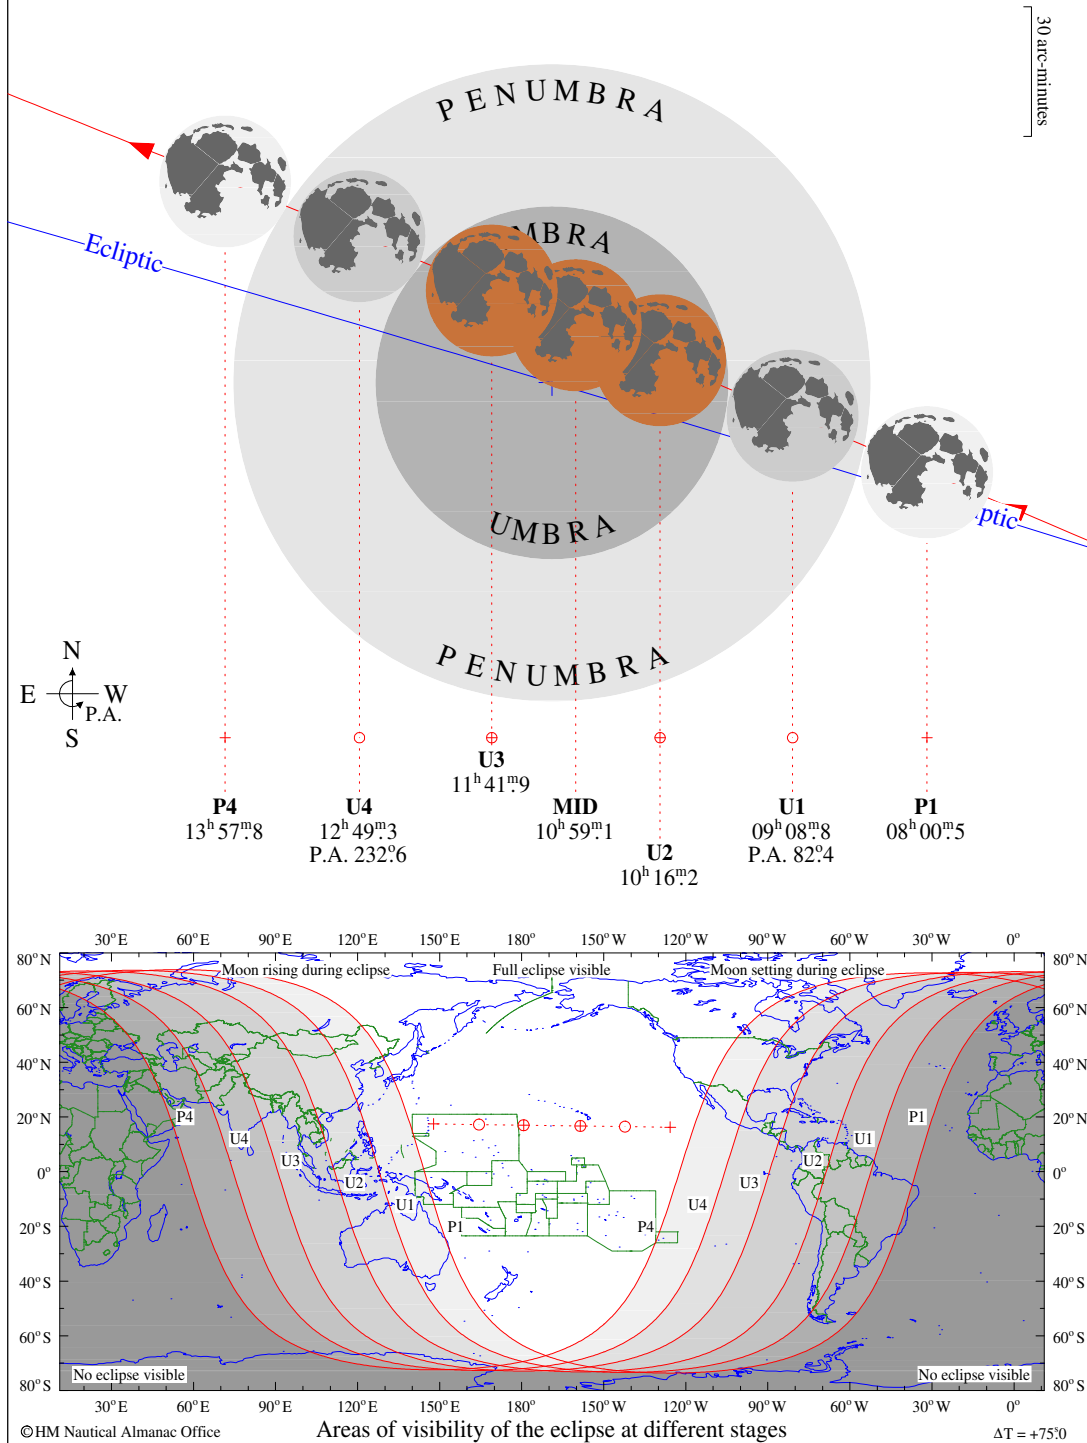 30 arc-minutes
PENUMBRA
UMBRA
Ecliptic
UMBRA
ptic
PENUMBRA
N
E W
P.A.
S
U3
11h 41m.9
P4
13h 57m.8
U4
12h 49m.3
P.A. 232°.6
MID
10h 59m.1
U1
09h 08m.8
P.A. 82°.4
P1
08h 00m.5
U2
10h 16m.2
30°E 60°E 90°E 120°E 150°E 180° 150°W 120°W 90°W 60°W 30°W 0°
80°N Moon rising during eclipse Full eclipse visible Moon setting during eclipse 80°N
60°N 60°N
40°N 40°N
20°N P4 P1 20°N
U4 U1
U3 U2
0° U2 U3 0°
U1 U4
20°S P1 P4 20°S
40°S 40°S
60°S 60°S
No eclipse visible No eclipse visible
80°S 80°S
30°E 60°E 90°E 120°E 150°E 180° 150°W 120°W 90°W 60°W 30°W 0°
©HM Nautical Almanac Office Areas of visibility of the eclipse at different stages ΔT = +75s.0